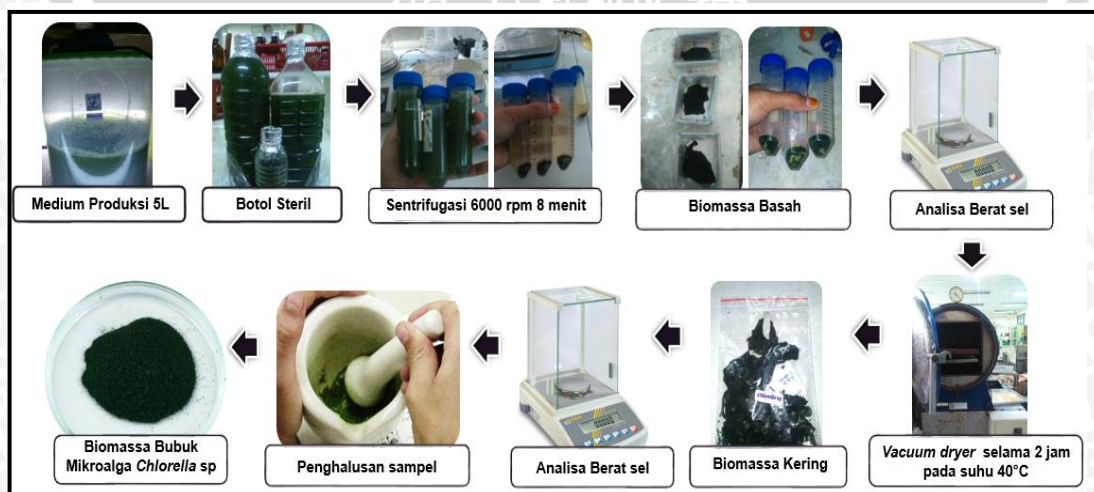 Medium Produksi 5L
Botol Steril
Sentrifugasi 6000 rpm 8 menit
Biomassa Basah
Analisa Berat sel
Vacuum dryer selama 2 jam
pada suhu 40°C
Biomassa Kering
Analisa Berat sel
Penghalusan sampel
Biomassa Bubuk
Mikroalga Chlorella sp